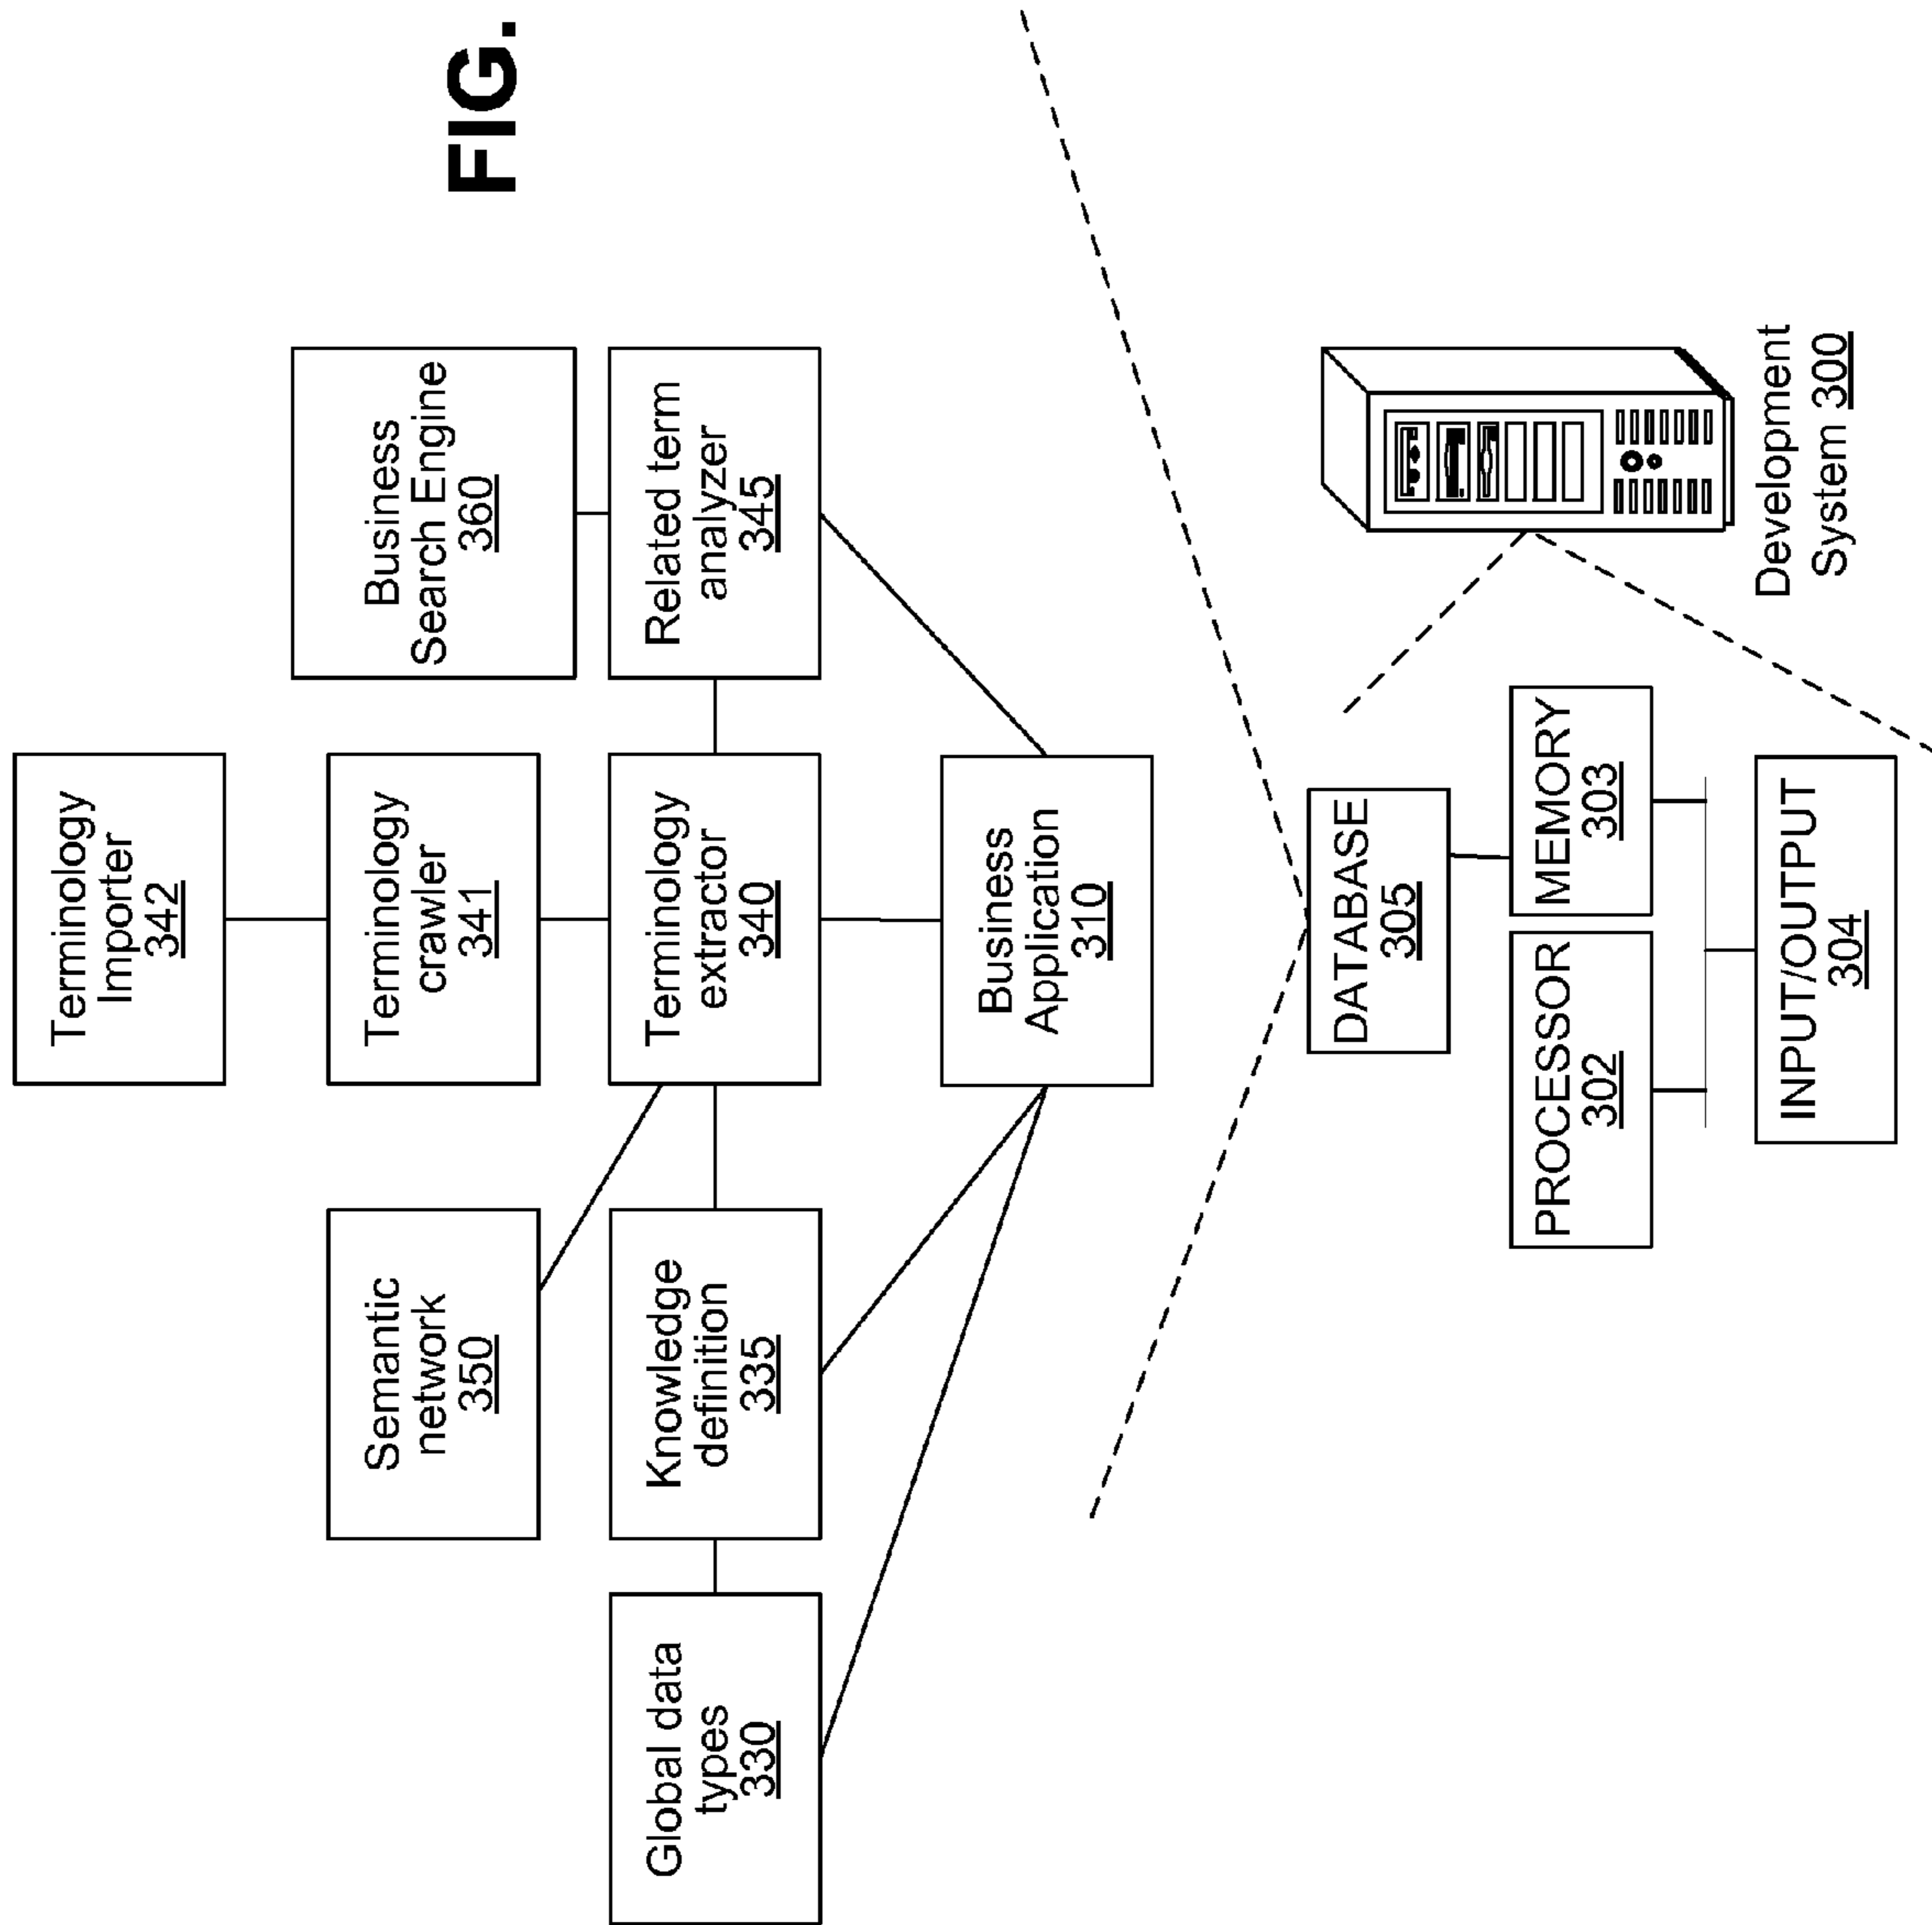 FIG.
Terminology
Importer
342
Semantic
network
350
Terminology
crawler
341
Business
Search Engine
360
Global data
types
330
Knowledge
definition
335
Terminology
extractor
340
Related term
analyzer
345
Business
Application
310
DATABASE
305
PROCESSOR
302
MEMORY
303
INPUT/OUTPUT
304
Development
System 300